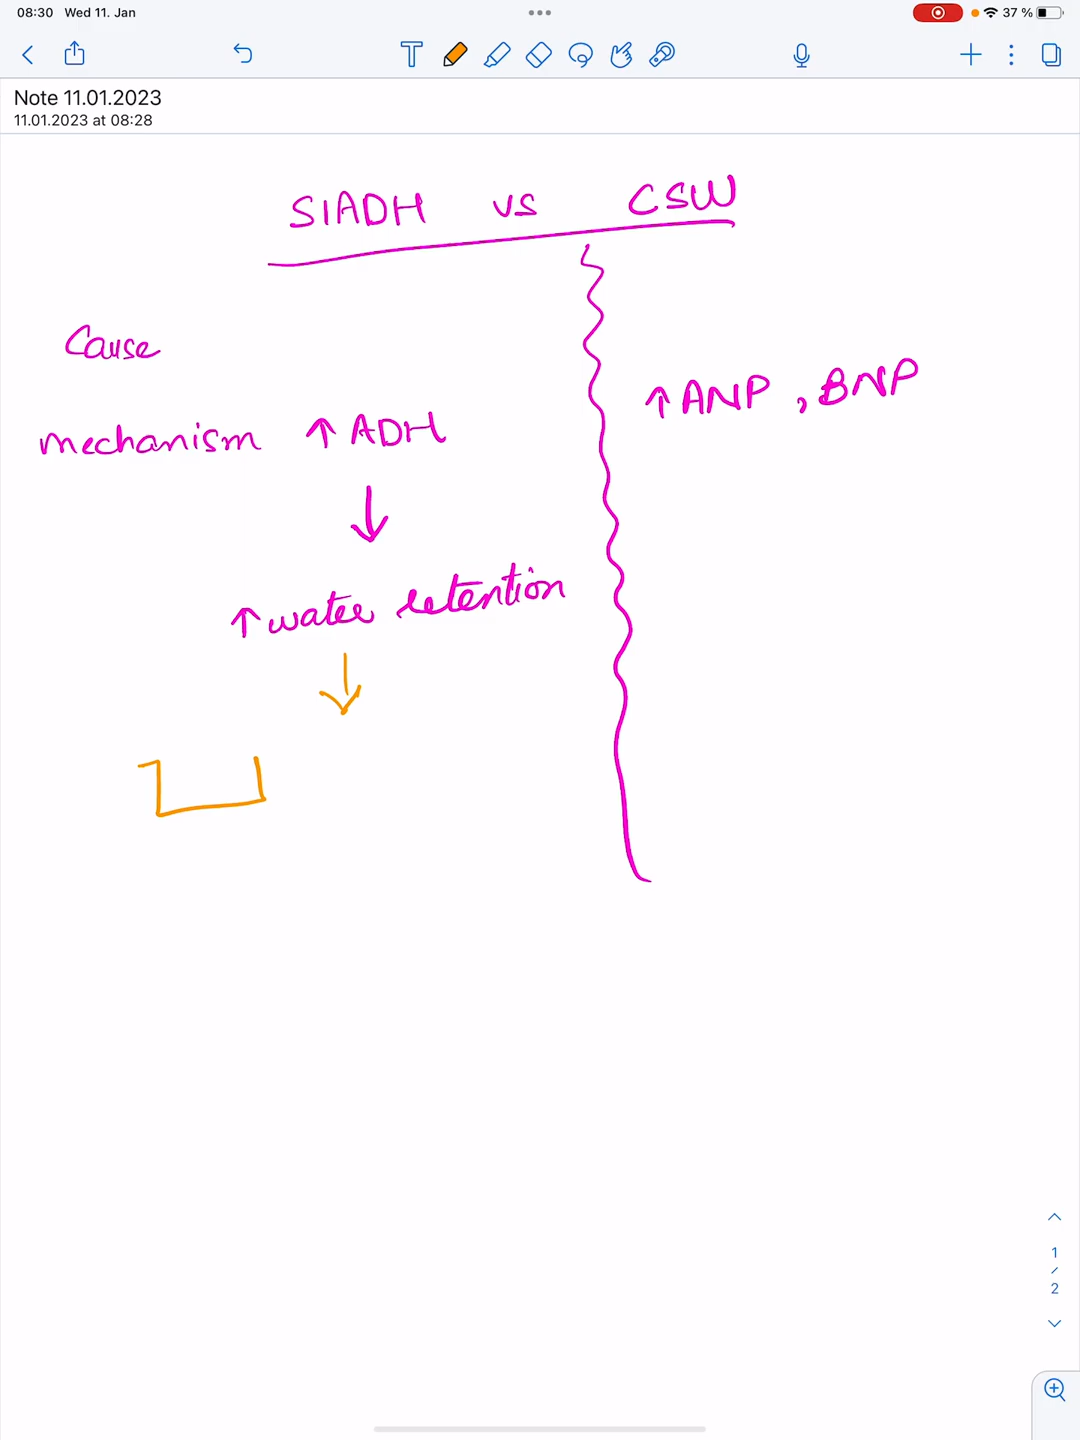 08:30 Wed 11. Jan 37 %
T
Note 11.01.2023
11.01.2023 at 08:28
SIADH vs CSW
Cause
↑ ANP, BNP
mechanism ↑ ADH
↓
↑ water retention
↓
1
/
2